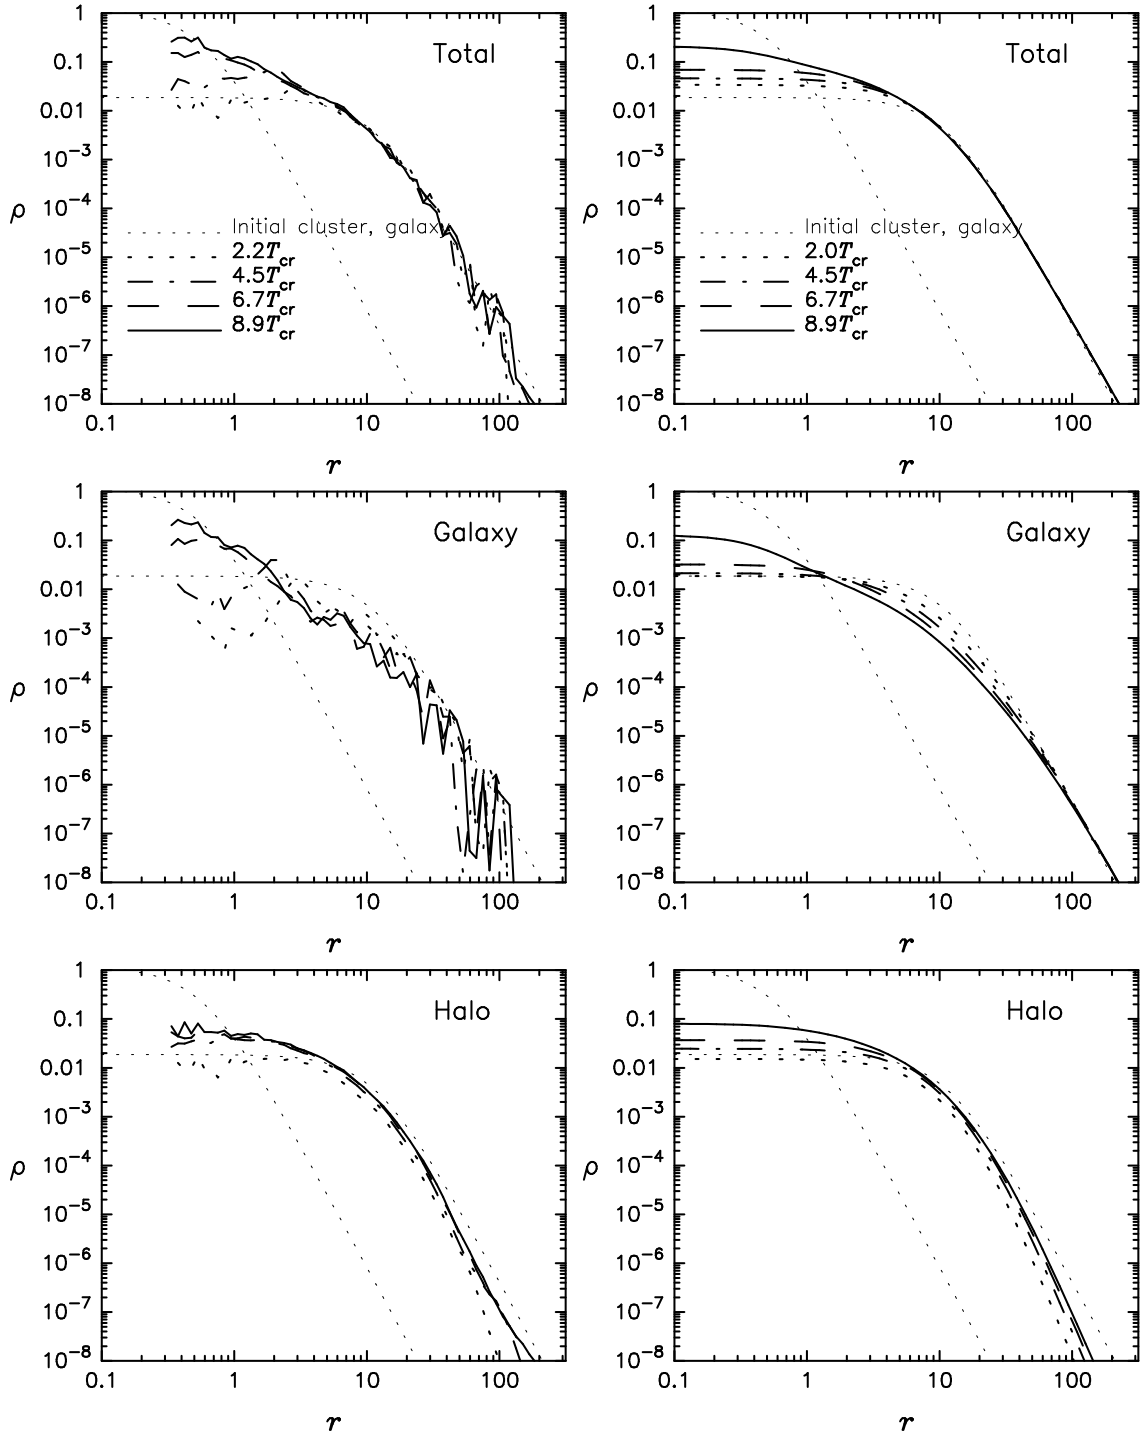 1
0.1
0.01
10⁻³
10⁻⁴
10⁻⁵
10⁻⁶
10⁻⁷
10⁻⁸
ρ
Total
Initial cluster, galaxy
2.2T_cr
4.5T_cr
6.7T_cr
8.9T_cr
0.1 1 10 100
r
1
0.1
0.01
10⁻³
10⁻⁴
10⁻⁵
10⁻⁶
10⁻⁷
10⁻⁸
ρ
Total
Initial cluster, galaxy
2.0T_cr
4.5T_cr
6.7T_cr
8.9T_cr
0.1 1 10 100
r
1
0.1
0.01
10⁻³
10⁻⁴
10⁻⁵
10⁻⁶
10⁻⁷
10⁻⁸
ρ
Galaxy
0.1 1 10 100
r
1
0.1
0.01
10⁻³
10⁻⁴
10⁻⁵
10⁻⁶
10⁻⁷
10⁻⁸
ρ
Galaxy
0.1 1 10 100
r
1
0.1
0.01
10⁻³
10⁻⁴
10⁻⁵
10⁻⁶
10⁻⁷
10⁻⁸
ρ
Halo
0.1 1 10 100
r
1
0.1
0.01
10⁻³
10⁻⁴
10⁻⁵
10⁻⁶
10⁻⁷
10⁻⁸
ρ
Halo
0.1 1 10 100
r